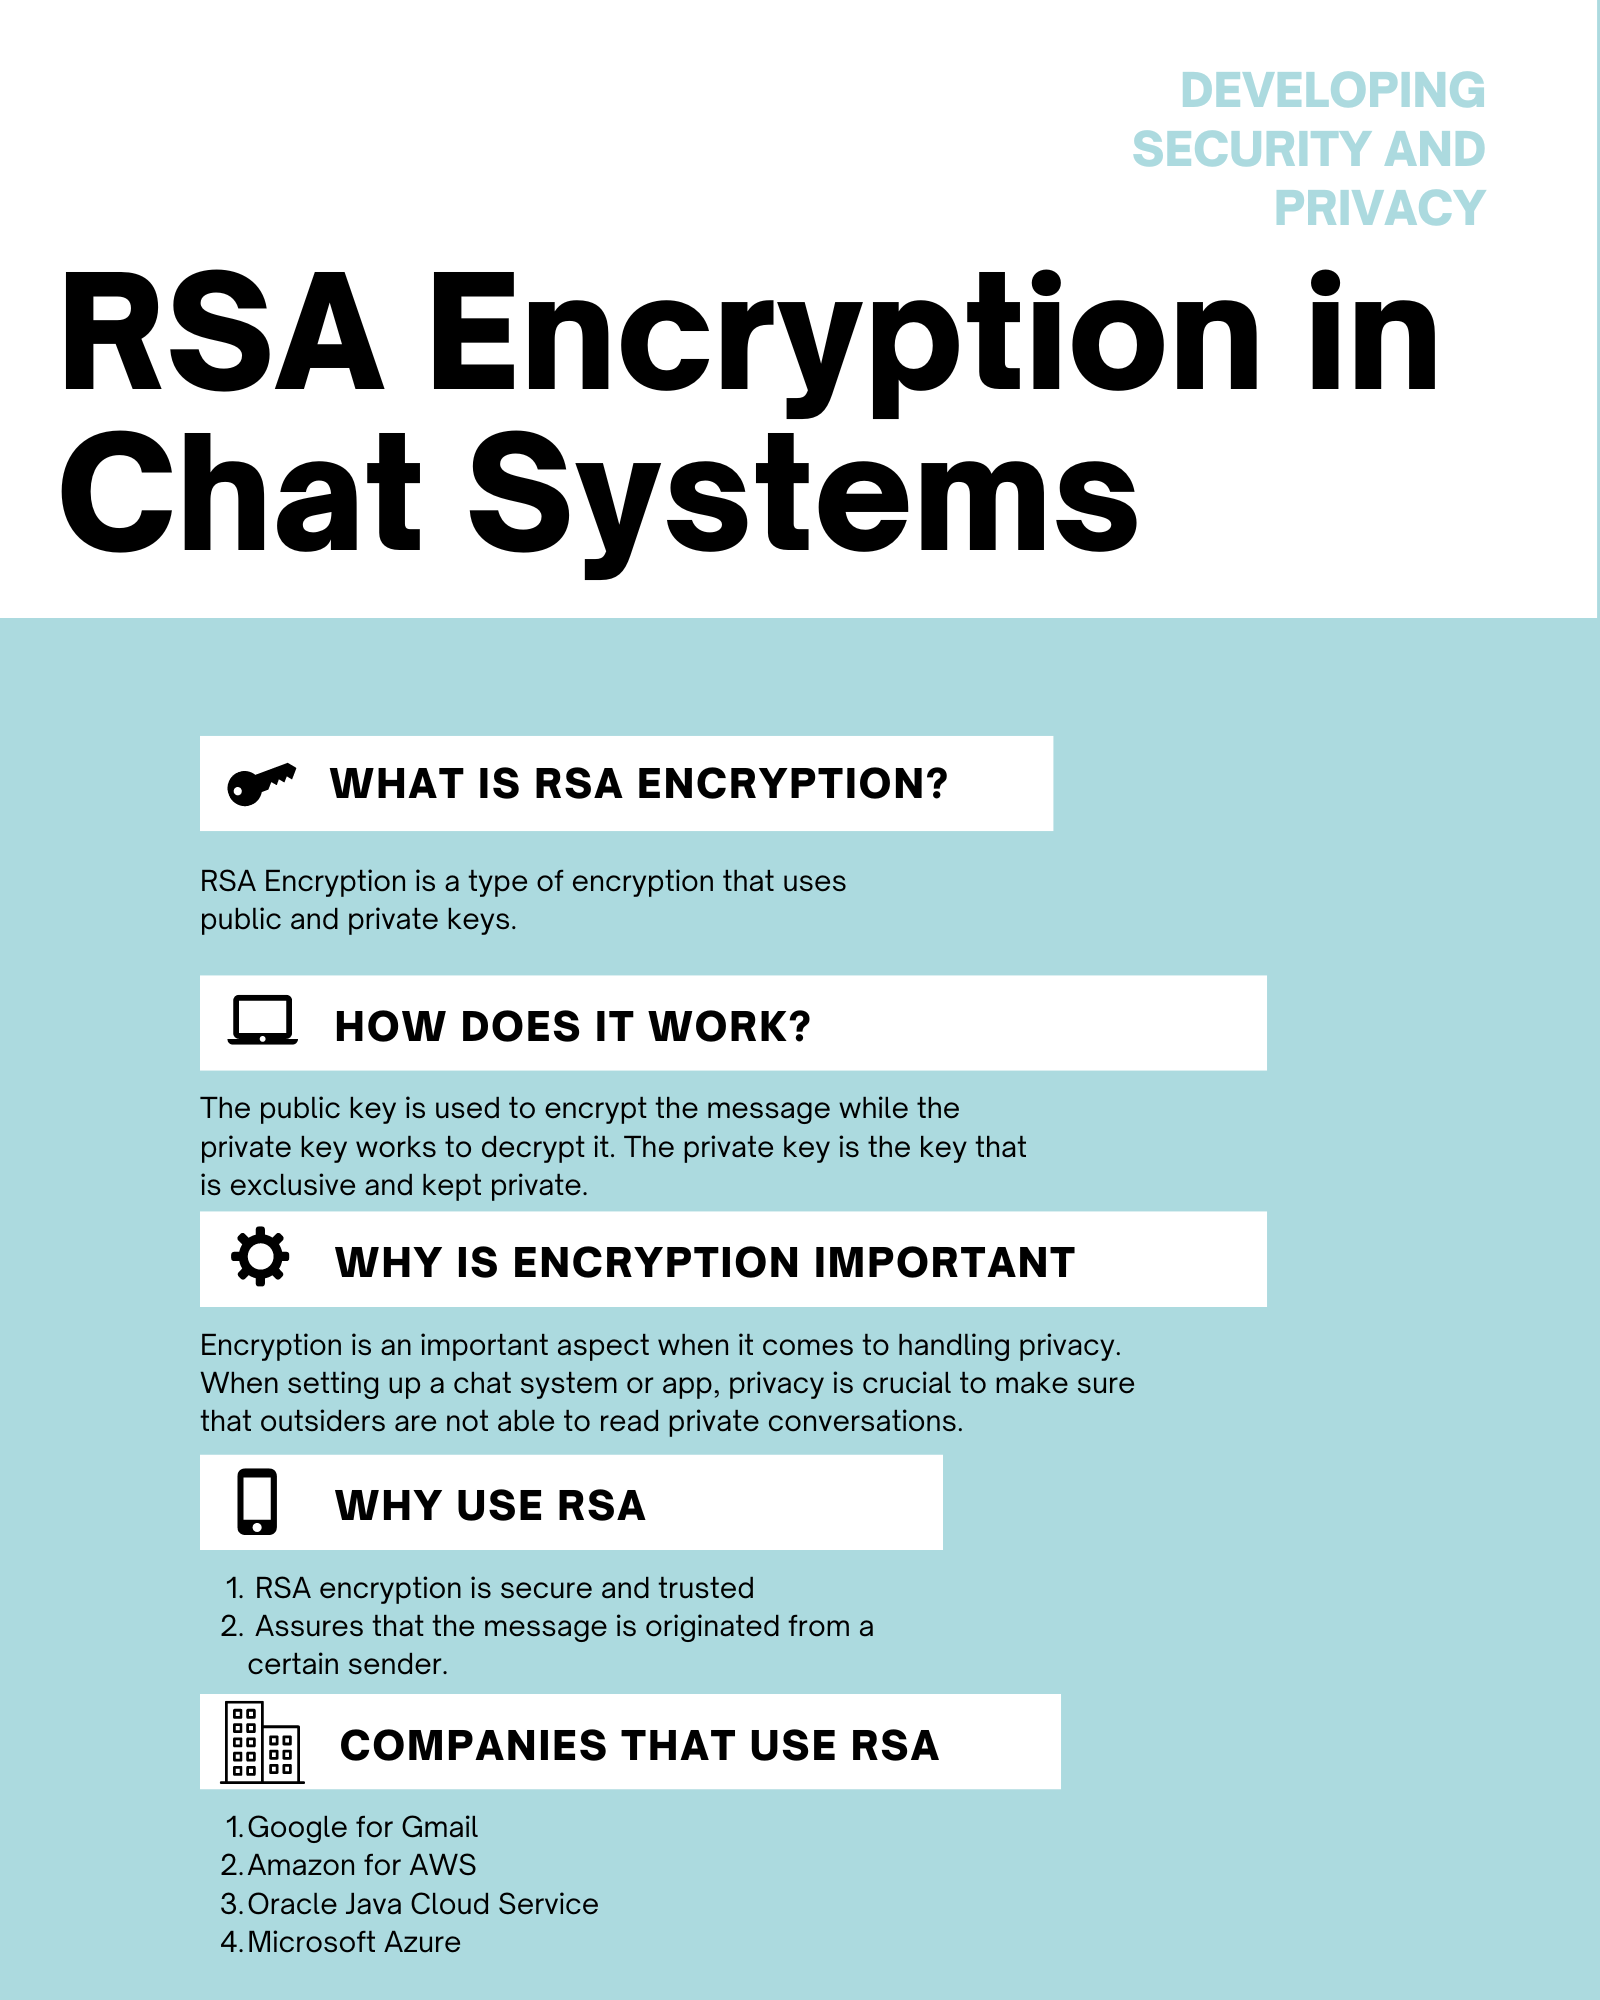 DEVELOPING
SECURITY AND
PRIVACY
RSA Encryption in
Chat Systems
WHAT IS RSA ENCRYPTION?
RSA Encryption is a type of encryption that uses
public and private keys.
HOW DOES IT WORK?
The public key is used to encrypt the message while the
private key works to decrypt it. The private key is the key that
is exclusive and kept private.
WHY IS ENCRYPTION IMPORTANT
Encryption is an important aspect when it comes to handling privacy.
When setting up a chat system or app, privacy is crucial to make sure
that outsiders are not able to read private conversations.
WHY USE RSA
1. RSA encryption is secure and trusted
2. Assures that the message is originated from a
certain sender.
COMPANIES THAT USE RSA
1. Google for Gmail
2. Amazon for AWS
3. Oracle Java Cloud Service
4. Microsoft Azure